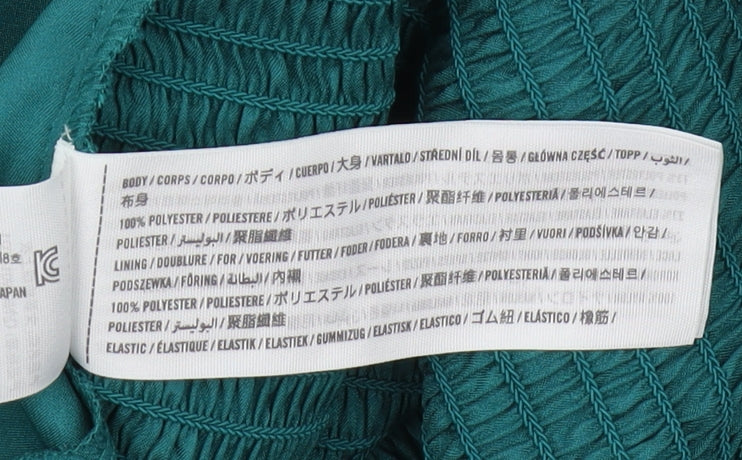 BODY / CORPS / CORPO / ボディ / CUERPO / 大身 / VARTALO / STŘEDNÍ DÍL / 몸통 / GŁÓWNA CZĘŚĆ / TOPP / الثوب /
布身
100% POLYESTER / POLIESTERE / ポリエステル / POLIÉSTER / 聚酯纤维 / POLYESTERIÄ / 폴리에스테르 /
POLIESTER / البوليستر / 聚脂纖維
LINING / DOUBLURE / FOR / VOERING / FUTTER / FODER / FODERA / 裏地 / FORRO / 衬里 / VUORI / PODŠÍVKA / 안감 /
PODSZEWKA / FÔRING / البطانة / 內襯
100% POLYESTER / POLIESTERE / ポリエステル / POLIÉSTER / 聚酯纤维 / POLYESTERIÄ / 폴리에스테르 /
POLIESTER / البوليستر / 聚脂纖維
ELASTIC / ÉLASTIQUE / ELASTIK / ELASTIEK / GUMMIZUG / ELASTISK / ELASTICO / ゴム紐 / ELÁSTICO / 橡筋 /
8호
KC
APAN